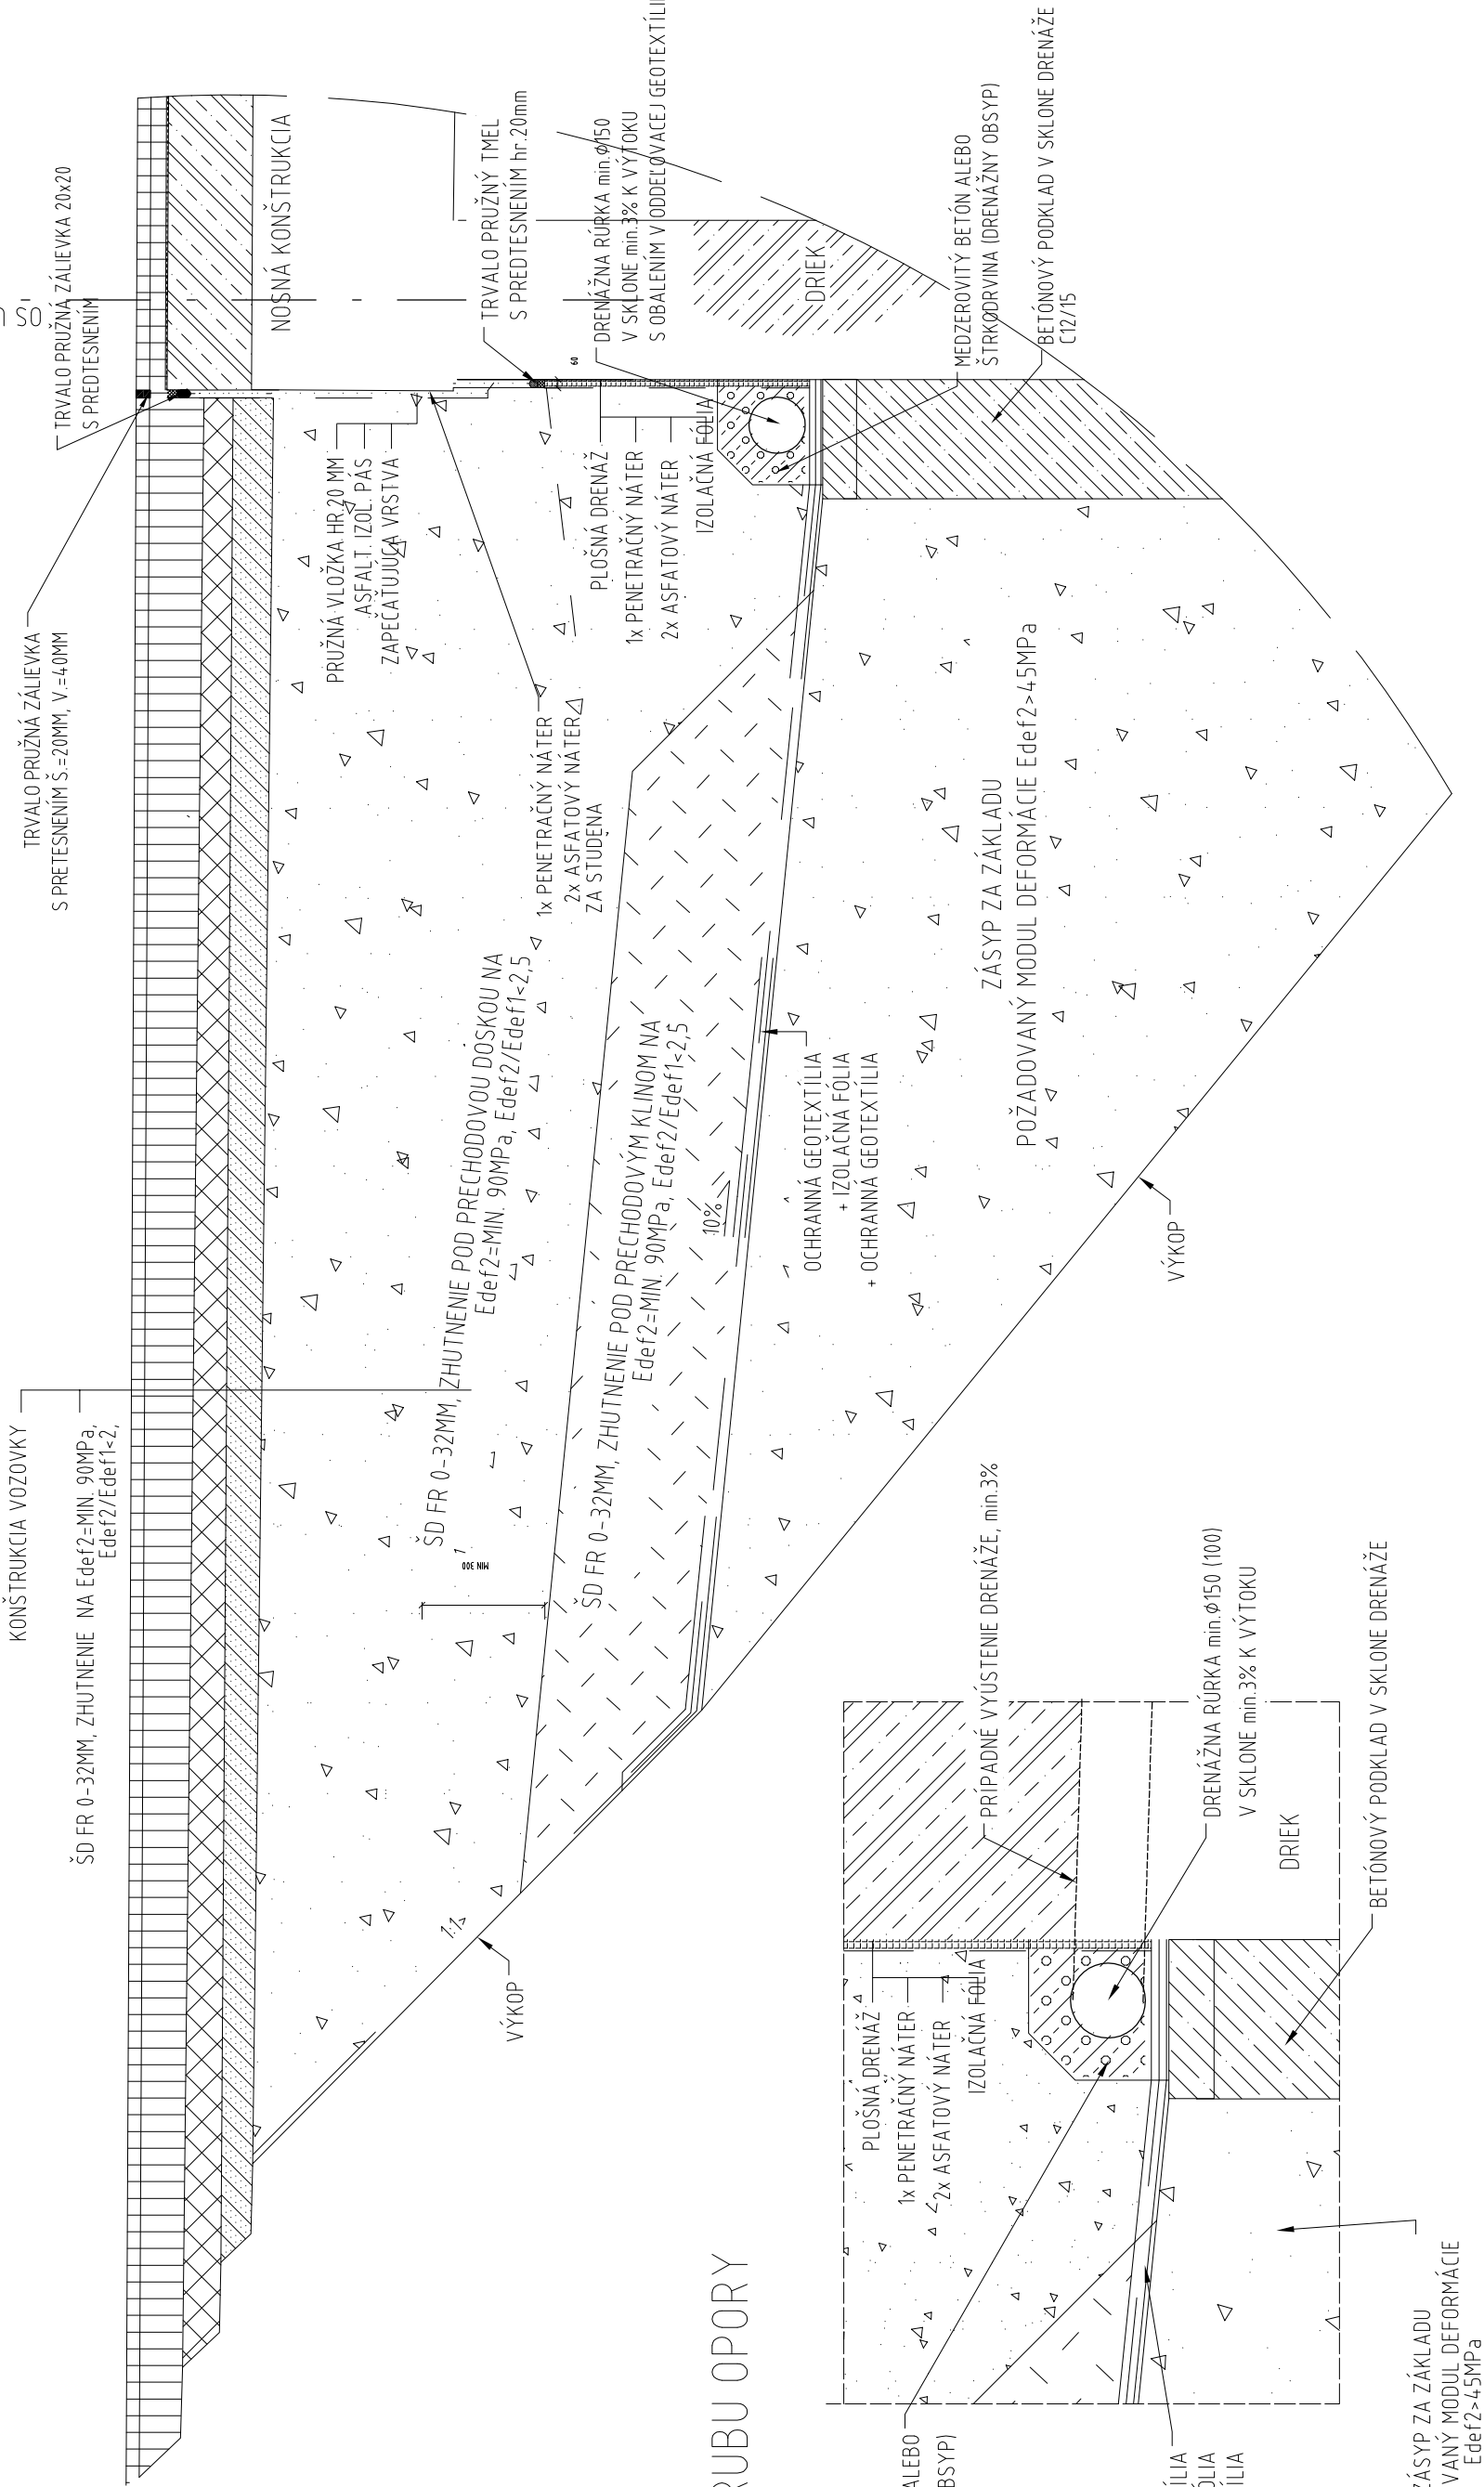 SO
TRVALO PRUŽNÁ ZÁLIEVKA 20x20
S PREDTESNENÍM
TRVALO PRUŽNÁ ZÁLIEVKA
S PRETESNENÍM Š.=20MM, V.=40MM
KONŠTRUKCIA VOZOVKY
ŠD FR 0-32MM, ZHUTNENIE NA Edef2=MIN. 90MPa,
Edef2/Edef1<2,
NOSNÁ KONŠTRUKCIA
PRUŽNÁ VLOŽKA HR.20 MM
ASFALT. IZOL. PÁS
ZAPEČAŤUJÚCA VRSTVA
TRVALO PRUŽNÝ TMEL
S PREDTESNENÍM hr.20mm
60
DRENÁŽNA RÚRKA min.ø150
V SKLONE min.3% K VÝTOKU
S OBALENÍM V ODDEĽOVACEJ GEOTEXTÍLI
1x PENETRAČNÝ NÁTER
2x ASFATOVÝ NÁTER
ZA STUDENA
PLOŠNÁ DRENÁŽ
1x PENETRAČNÝ NÁTER
2x ASFATOVÝ NÁTER
IZOLAČNÁ FÓLIA
DRIEK
MEDZEROVITÝ BETÓN ALEBO
ŠTRKODRVINA (DRENÁŽNY OBSYP)
BETÓNOVÝ PODKLAD V SKLONE DRENÁŽE
C12/15
ŠD FR 0-32MM, ZHUTNENIE POD PRECHODOVOU DOSKOU NA
Edef2=MIN. 90MPa, Edef2/Edef1<2,5
MIN 300
ŠD FR 0-32MM, ZHUTNENIE POD PRECHODOVÝM KLINOM NA
Edef2=MIN. 90MPa, Edef2/Edef1<2,5
10%
OCHRANNÁ GEOTEXTÍLIA
+ IZOLAČNÁ FÓLIA
+ OCHRANNÁ GEOTEXTÍLIA
ZÁSYP ZA ZÁKLADU
POŽADOVANÝ MODUL DEFORMÁCIE Edef2>45MPa
VÝKOP
1:1
VÝKOP
RUBU OPORY
PLOŠNÁ DRENÁŽ
1x PENETRAČNÝ NÁTER
2x ASFATOVÝ NÁTER
IZOLAČNÁ FÓLIA
PRÍPADNE VYÚSTENIE DRENÁŽE, min.3%
DRENÁŽNA RÚRKA min.ø150 (100)
V SKLONE min.3% K VÝTOKU
DRIEK
BETÓNOVÝ PODKLAD V SKLONE DRENÁŽE
ALEBO
BSYP)
ÍLIA
ÓLIA
ÍLIA
ZÁSYP ZA ZÁKLADU
VANÝ MODUL DEFORMÁCIE
Edef2>45MPa